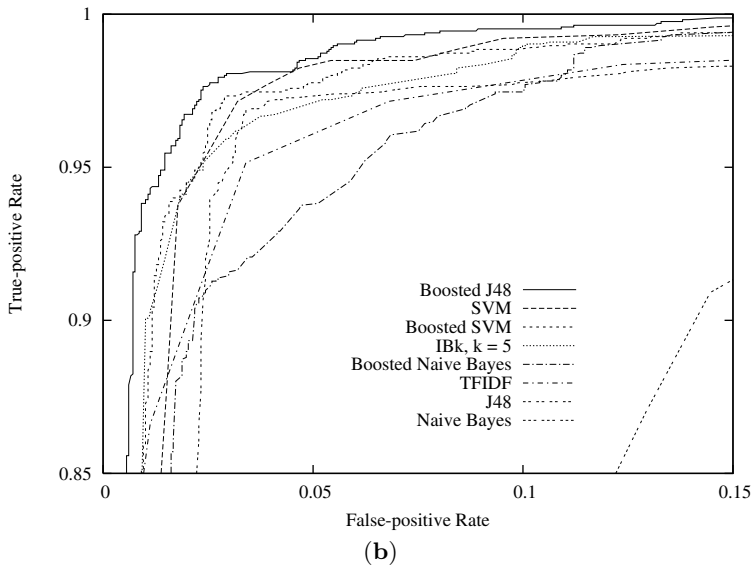 1
0.95
0.9
0.85
True-positive Rate
Boosted J48
SVM
Boosted SVM
IBk, k = 5
Boosted Naive Bayes
TFIDF
J48
Naive Bayes
0
0.05
0.1
0.15
False-positive Rate
(b)